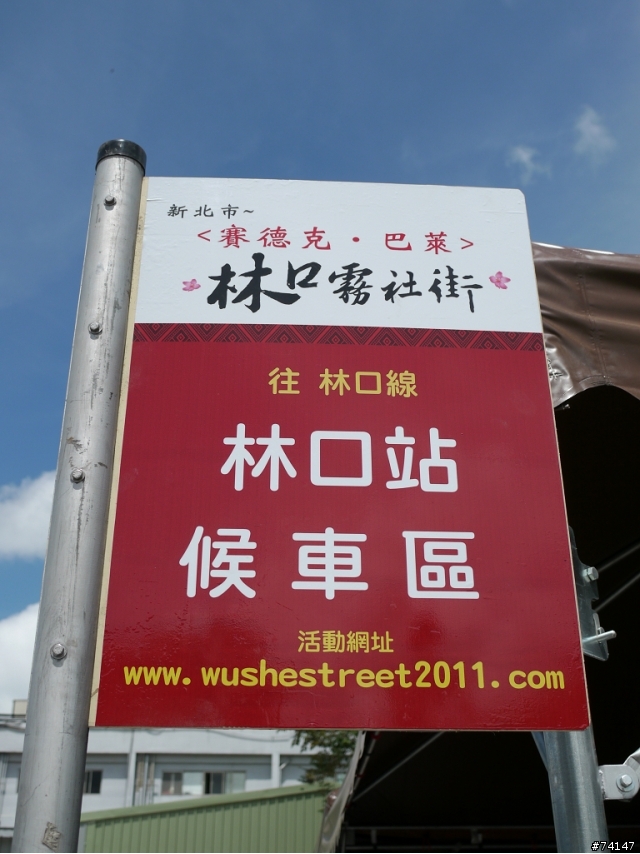 新北市~
<賽德克・巴萊>
林口霧社街
往 林口線
林口站
候車區
活動網址
www.wushestreet2011.com
#74147